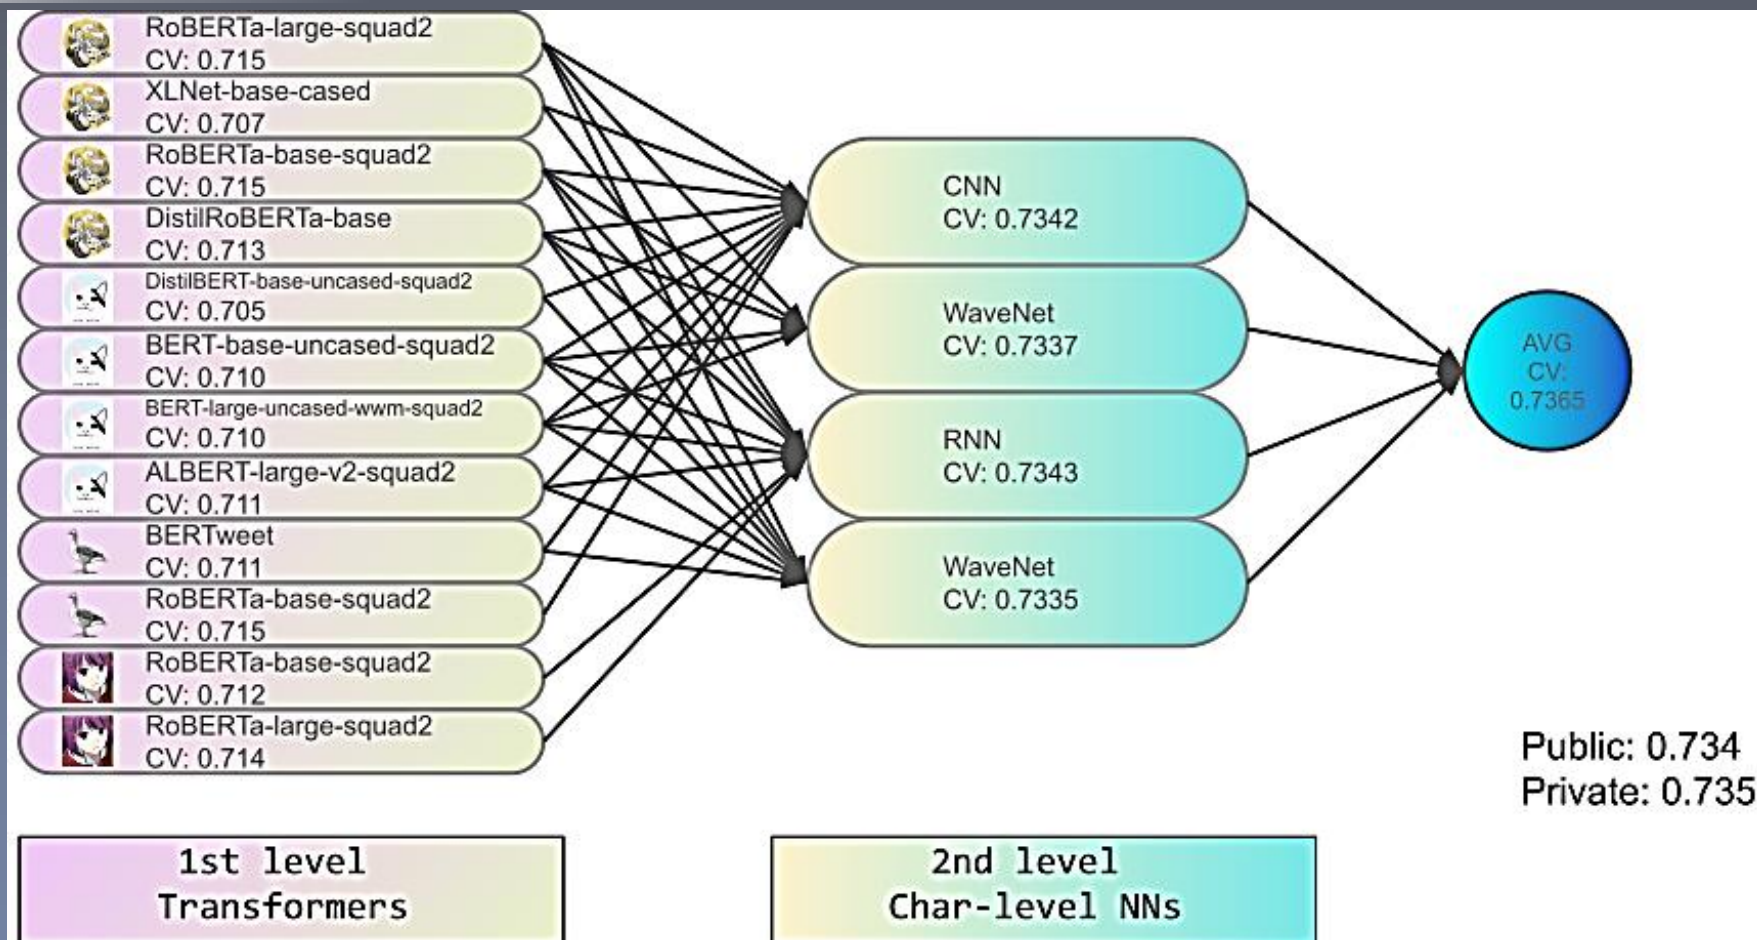 RoBERTa-large-squad2
CV: 0.715
XLNet-base-cased
CV: 0.707
RoBERTa-base-squad2
CV: 0.715
DistilRoBERTa-base
CV: 0.713
DistilBERT-base-uncased-squad2
CV: 0.705
BERT-base-uncased-squad2
CV: 0.710
BERT-large-uncased-wwm-squad2
CV: 0.710
ALBERT-large-v2-squad2
CV: 0.711
BERTweet
CV: 0.711
RoBERTa-base-squad2
CV: 0.715
RoBERTa-base-squad2
CV: 0.712
RoBERTa-large-squad2
CV: 0.714
1st level
Transformers
CNN
CV: 0.7342
WaveNet
CV: 0.7337
RNN
CV: 0.7343
WaveNet
CV: 0.7335
2nd level
Char-level NNs
AVG
CV:
0.7365
Public: 0.734
Private: 0.735